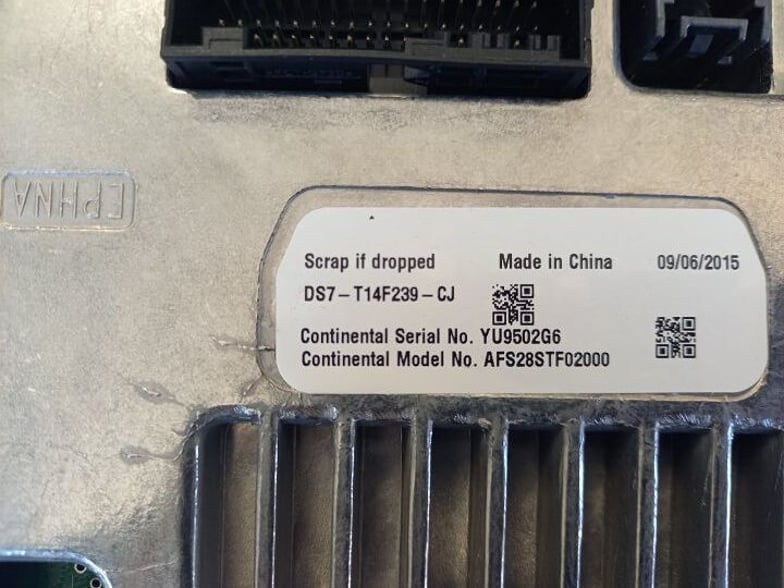 EPHNA
Scrap if dropped Made in China 09/06/2015
DS7-T14F239-CJ
Continental Serial No. YU9502G6
Continental Model No. AFS28STF02000